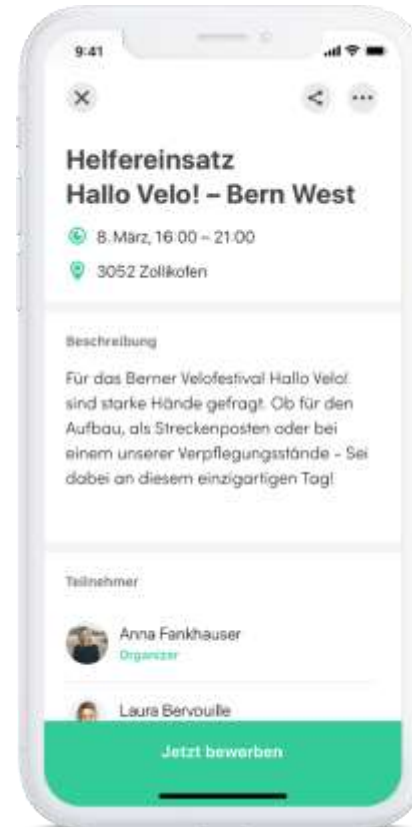 9:41
Helfereinsatz
Hallo Velo! – Bern West
8. März, 16:00 – 21:00
3052 Zollikofen
Beschreibung
Für das Berner Velofestival Hallo Velo!
sind starke Hände gefragt. Ob für den
Aufbau, als Streckenposten oder bei
einem unserer Verpflegungsstände – Sei
dabei an diesem einzigartigen Tag!
Teilnehmer
Anna Fankhauser
Organizer
Laura Bervouille
Jetzt bewerben